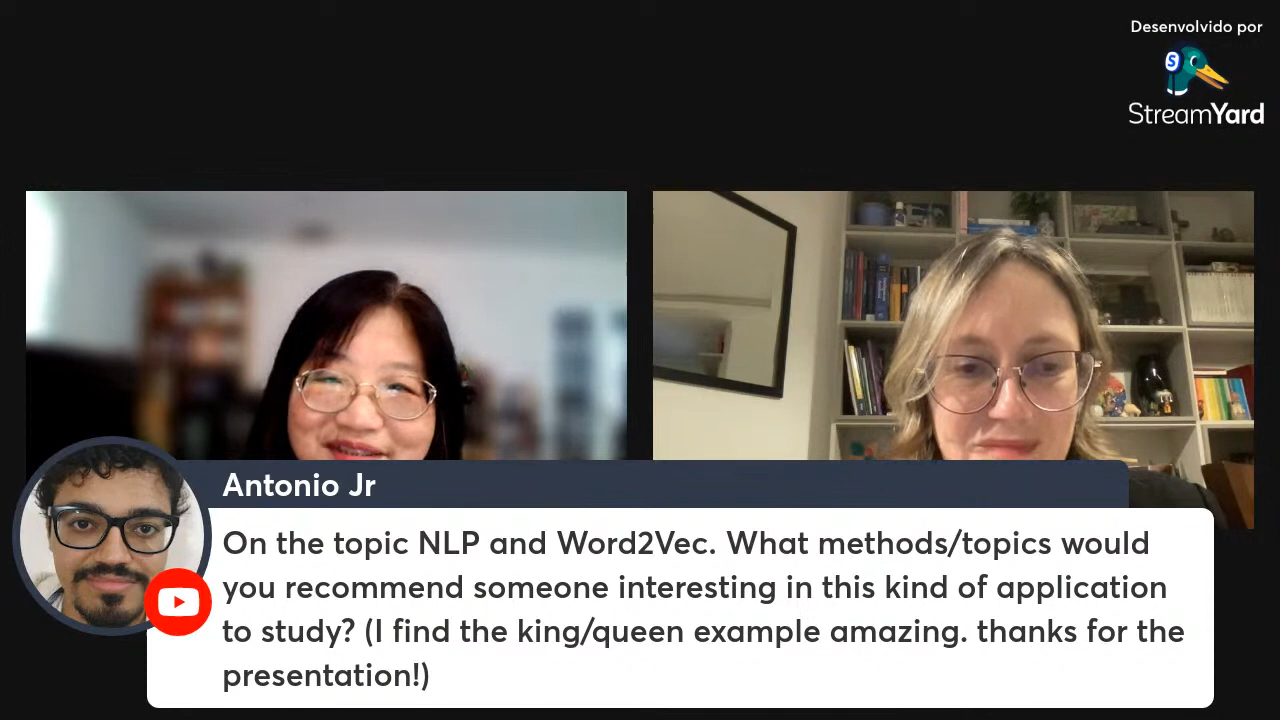 Desenvolvido por
StreamYard
Antonio Jr
On the topic NLP and Word2Vec. What methods/topics would
you recommend someone interesting in this kind of application
to study? (I find the king/queen example amazing. thanks for the
presentation!)